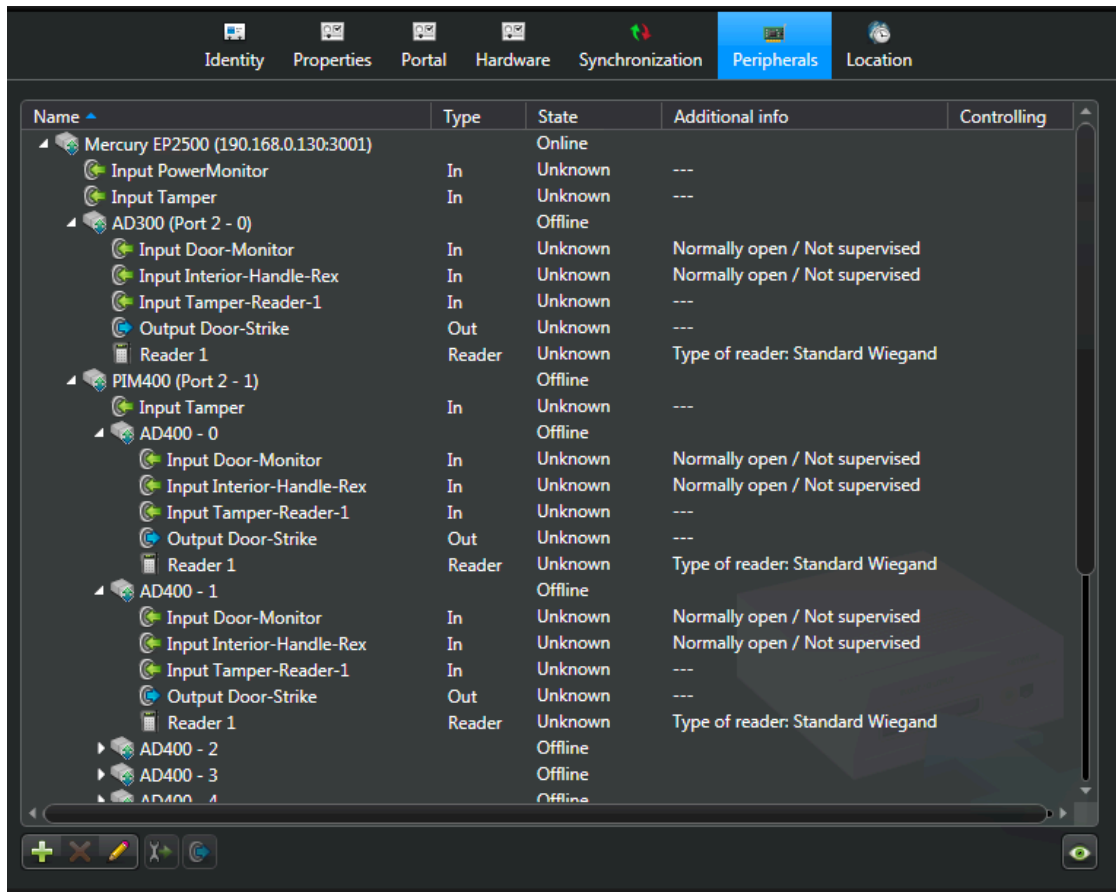 Identity Properties Portal Hardware Synchronization Peripherals Location
Name Type State Additional info Controlling
Mercury EP2500 (190.168.0.130:3001) Online
Input PowerMonitor In Unknown ---
Input Tamper In Unknown ---
AD300 (Port 2 - 0) Offline
Input Door-Monitor In Unknown Normally open / Not supervised
Input Interior-Handle-Rex In Unknown Normally open / Not supervised
Input Tamper-Reader-1 In Unknown ---
Output Door-Strike Out Unknown ---
Reader 1 Reader Unknown Type of reader: Standard Wiegand
PIM400 (Port 2 - 1) Offline
Input Tamper In Unknown ---
AD400 - 0 Offline
Input Door-Monitor In Unknown Normally open / Not supervised
Input Interior-Handle-Rex In Unknown Normally open / Not supervised
Input Tamper-Reader-1 In Unknown ---
Output Door-Strike Out Unknown ---
Reader 1 Reader Unknown Type of reader: Standard Wiegand
AD400 - 1 Offline
Input Door-Monitor In Unknown Normally open / Not supervised
Input Interior-Handle-Rex In Unknown Normally open / Not supervised
Input Tamper-Reader-1 In Unknown ---
Output Door-Strike Out Unknown ---
Reader 1 Reader Unknown Type of reader: Standard Wiegand
AD400 - 2 Offline
AD400 - 3 Offline
AD400 - 4 Offline